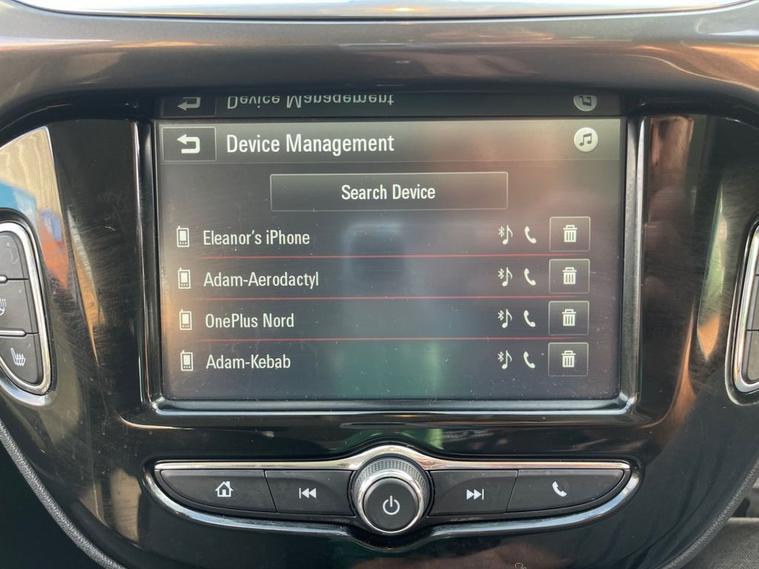 Device Management
Device Management
Search Device
Eleanor's iPhone
Adam-Aerodactyl
OnePlus Nord
Adam-Kebab